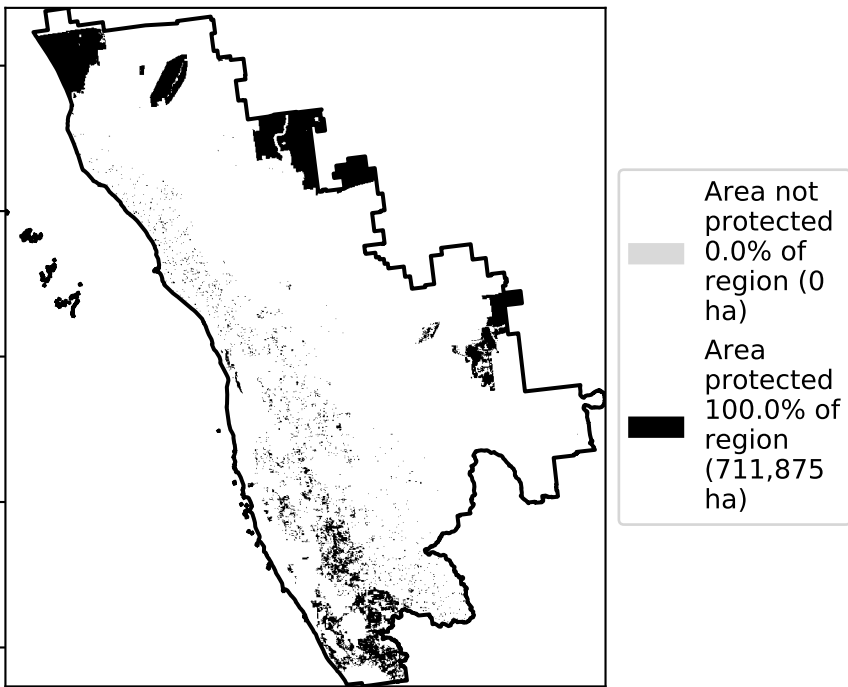 Area not
protected
0.0% of
region (0
ha)
Area
protected
100.0% of
region
(711,875
ha)